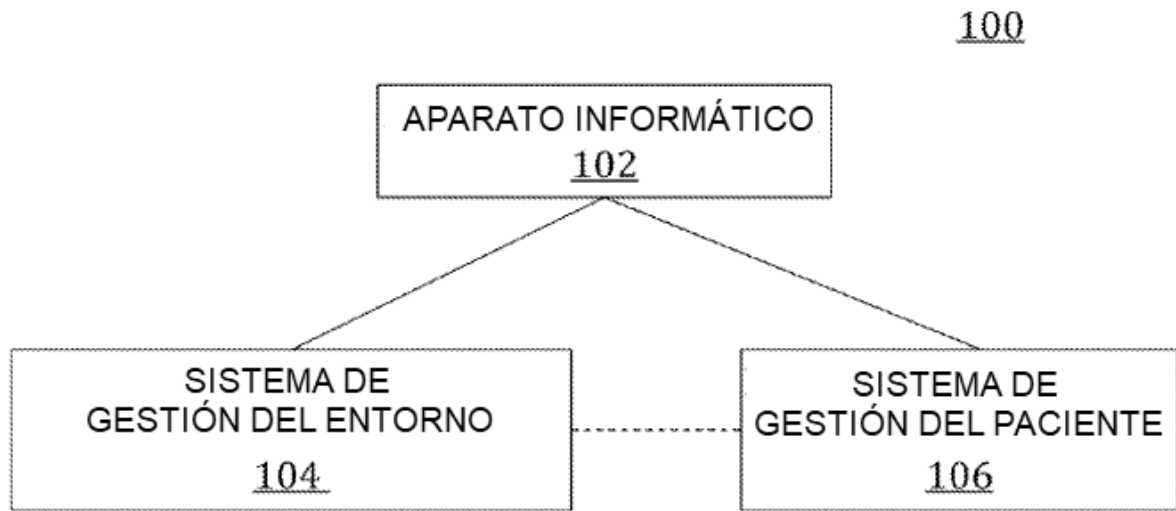 100
APARATO INFORMÁTICO
102
SISTEMA DE
GESTIÓN DEL ENTORNO
104
SISTEMA DE
GESTIÓN DEL PACIENTE
106